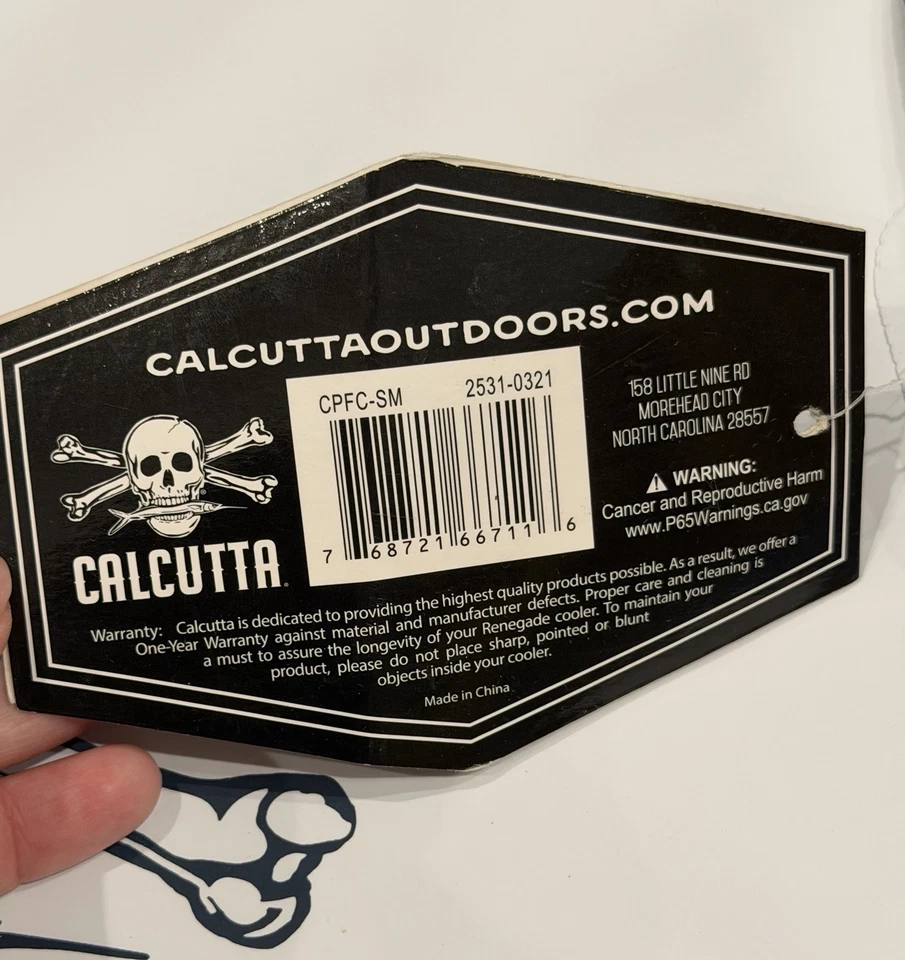 CALCUTTAOUTDOORS.COM
CALCUTTA®
CPFC-SM 2531-0321
7 68721 66711 6
158 LITTLE NINE RD
MOREHEAD CITY
NORTH CAROLINA 28557
WARNING:
Cancer and Reproductive Harm
www.P65Warnings.ca.gov
Warranty: Calcutta is dedicated to providing the highest quality products possible. As a result, we offer a
One-Year Warranty against material and manufacturer defects. Proper care and cleaning is
a must to assure the longevity of your Renegade cooler. To maintain your
product, please do not place sharp, pointed or blunt
objects inside your cooler.
Made in China